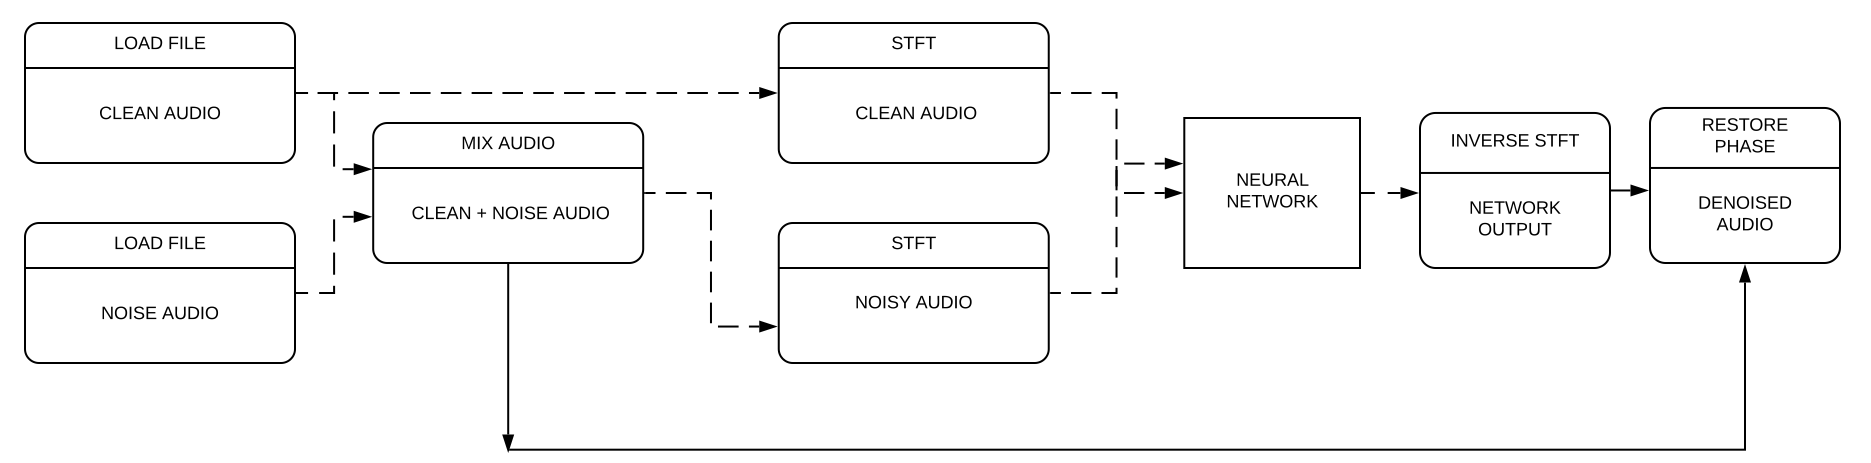 LOAD FILE
CLEAN AUDIO
LOAD FILE
NOISE AUDIO
MIX AUDIO
CLEAN + NOISE AUDIO
STFT
CLEAN AUDIO
STFT
NOISY AUDIO
NEURAL
NETWORK
INVERSE STFT
NETWORK
OUTPUT
RESTORE
PHASE
DENOISED
AUDIO